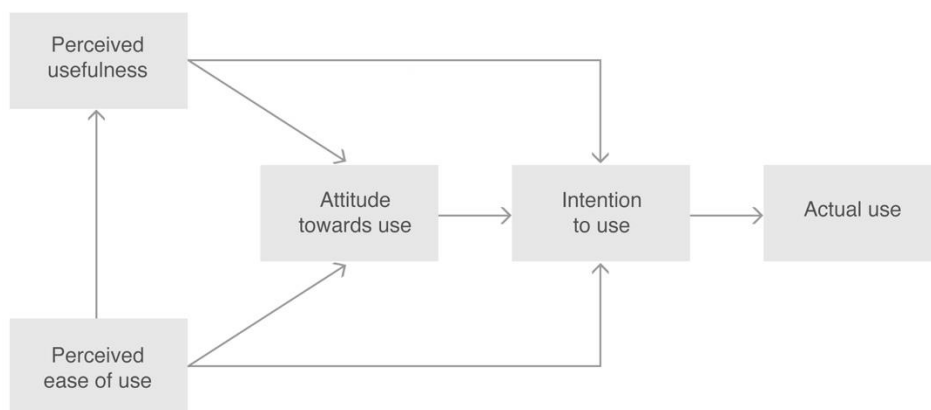 Perceived
usefulness
Attitude
towards use
Intention
to use
Actual use
Perceived
ease of use